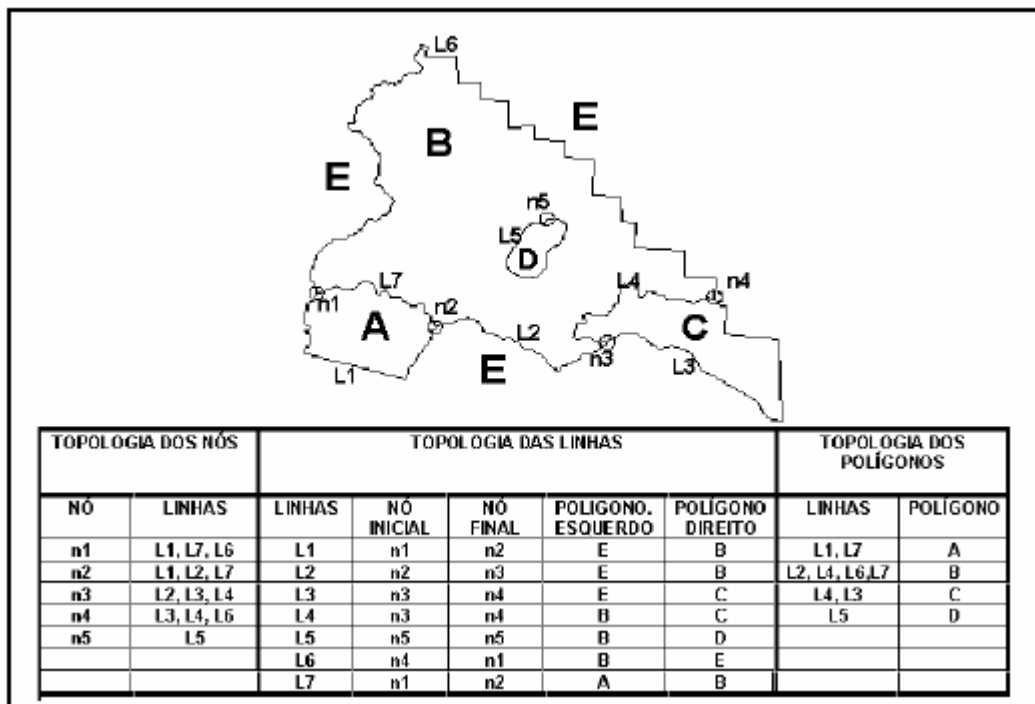 L6
E
B
E
n5
L5
D
n4
L4
L7
n1
n2
A
C
L2
n3
L3
L1
E
TOPOLOGIA DOS NÓS TOPOLOGIA DAS LINHAS TOPOLOGIA DOS
POLÍGONOS
NÓ LINHAS LINHAS NÓ INICIAL NÓ FINAL POLIGONO. ESQUERDO POLÍGONO DIREITO LINHAS POLÍGONO
n1 L1, L7, L6 L1 n1 n2 E B L1, L7 A
n2 L1, L2, L7 L2 n2 n3 E B L2, L4, L6,L7 B
n3 L2, L3, L4 L3 n3 n4 E C L4, L3 C
n4 L3, L4, L6 L4 n3 n4 B C L5 D
n5 L5 L5 n5 n5 B D
L6 n4 n1 B E
L7 n1 n2 A B